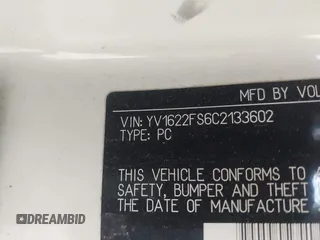 MFD BY VOL
VIN: YV1622FS6C2133602
TYPE: PC
THIS VEHICLE CONFORMS TO
SAFETY, BUMPER AND THEFT
THE DATE OF MANUFACTUR
DREAMBID